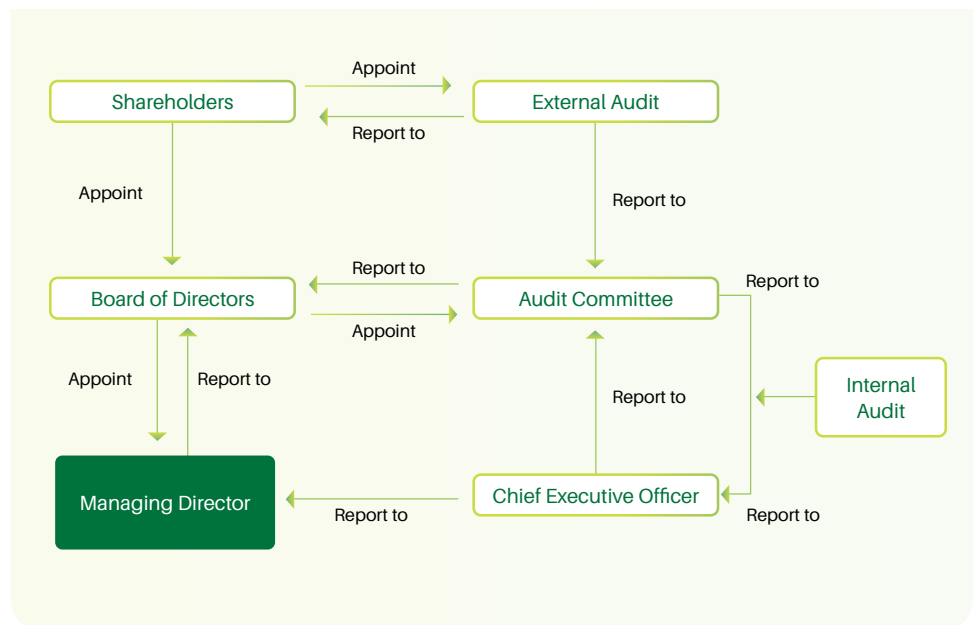 Appoint
Shareholders
External Audit
Report to
Appoint
Report to
Report to
Board of Directors
Audit Committee
Report to
Appoint
Appoint
Report to
Report to
Internal
Audit
Managing Director
Chief Executive Officer
Report to
Report to